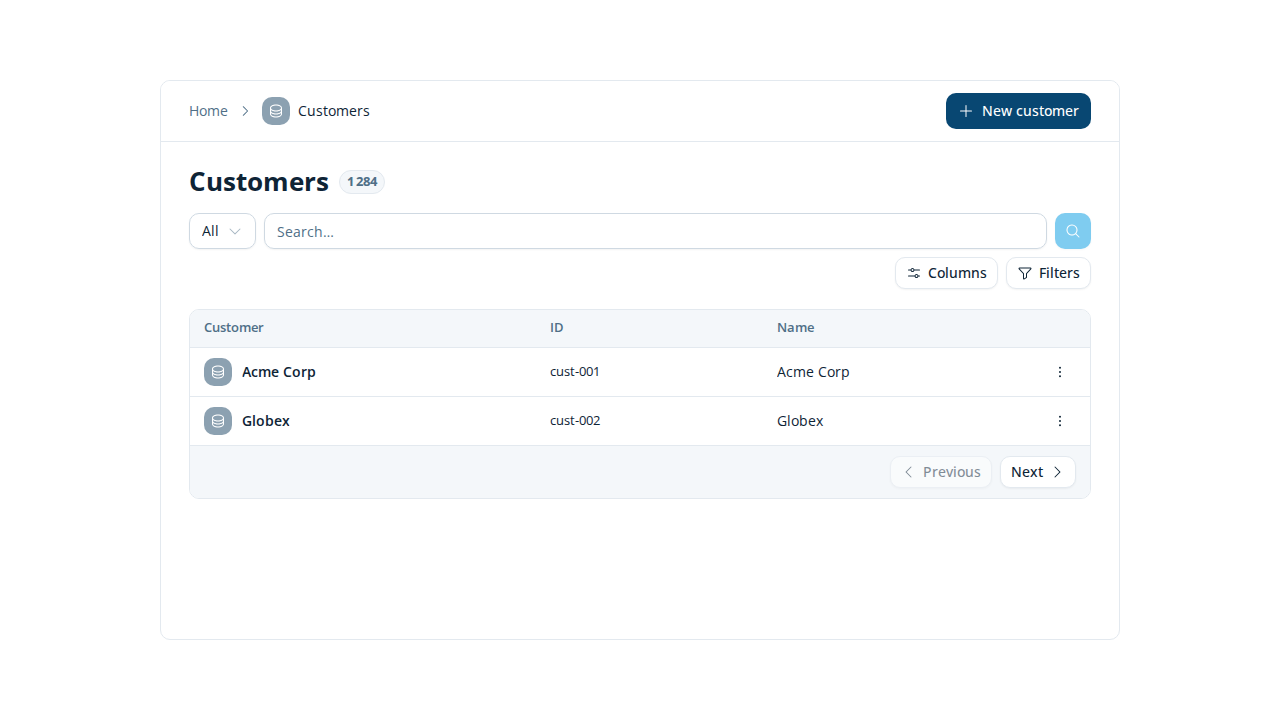 Home Customers New customer
Customers 1 284
All Search...
Columns Filters
Customer ID Name
Acme Corp cust-001 Acme Corp
Globex cust-002 Globex
Previous Next